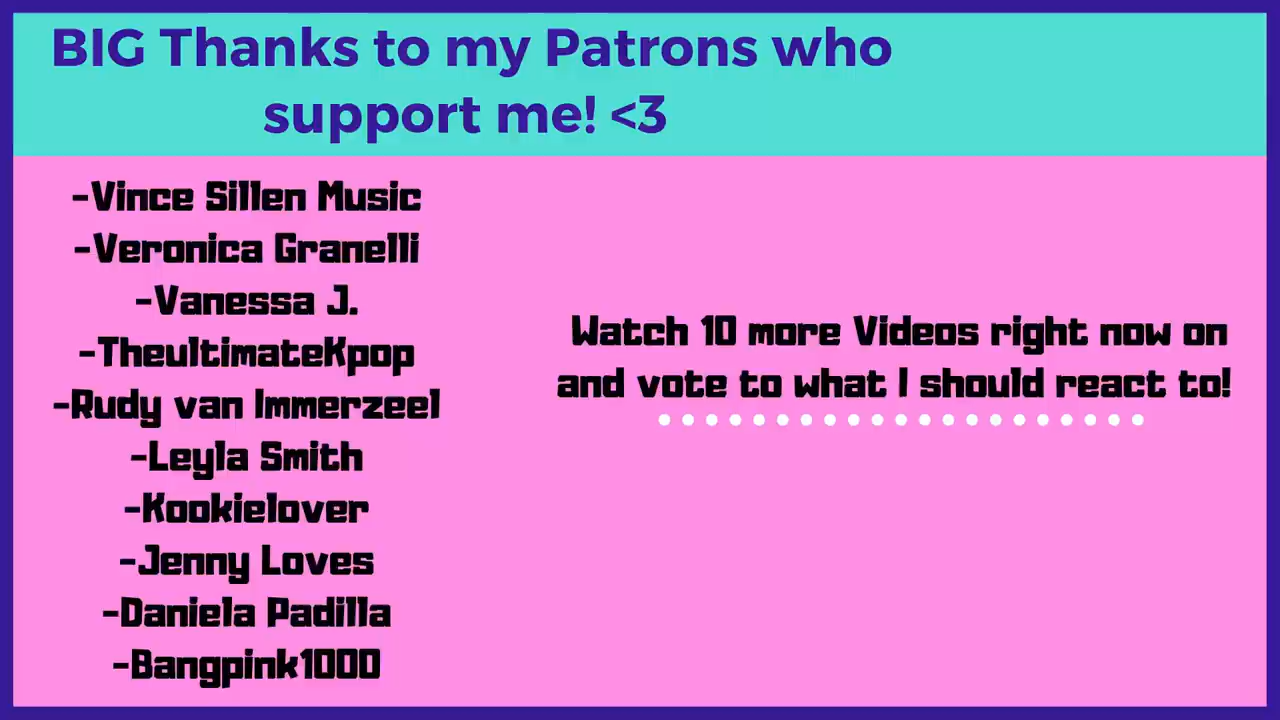 BIG Thanks to my Patrons who
support me! <3
-Vince Sillen Music
-Veronica Granelli
-Vanessa J.
-TheultimateKpop
-Rudy van Immerzeel
-Leyla Smith
-Kookielover
-Jenny Loves
-Daniela Padilla
-Bangpink1000
Watch 10 more Videos right now on
and vote to what I should react to!